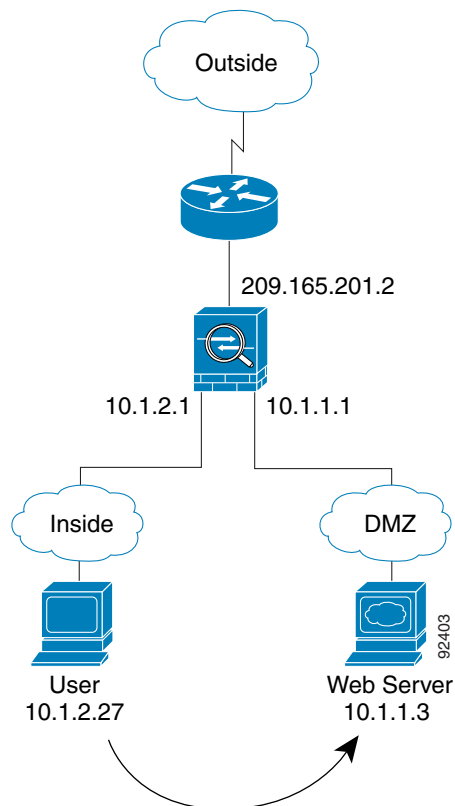 Outside
209.165.201.2
10.1.2.1
10.1.1.1
Inside
DMZ
User
10.1.2.27
Web Server
10.1.1.3
92403